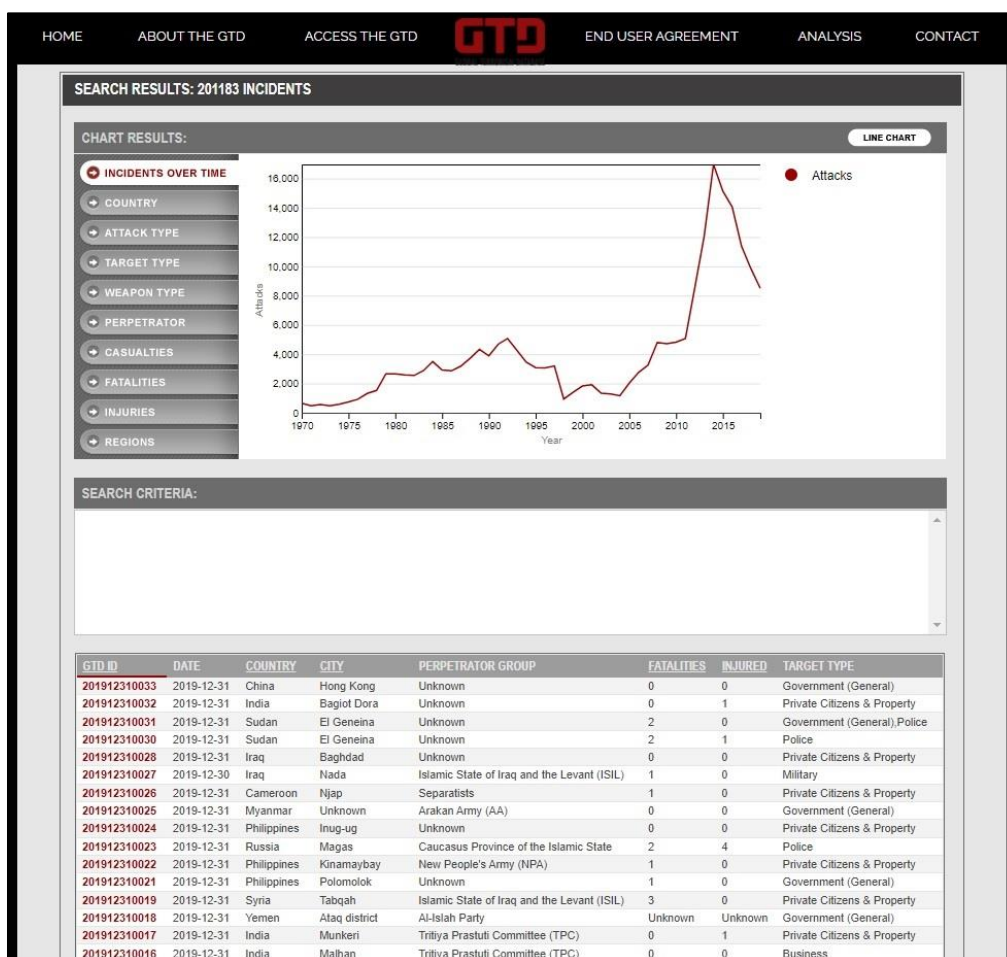 HOME ABOUT THE GTD ACCESS THE GTD GTD END USER AGREEMENT ANALYSIS CONTACT
SEARCH RESULTS: 201183 INCIDENTS
CHART RESULTS:
LINE CHART
INCIDENTS OVER TIME
COUNTRY
ATTACK TYPE
TARGET TYPE
WEAPON TYPE
PERPETRATOR
CASUALTIES
FATALITIES
INJURIES
REGIONS
16,000
14,000
12,000
10,000
8,000
6,000
4,000
2,000
0
Attacks
1970 1975 1980 1985 1990 1995 2000 2005 2010 2015
Year
Attacks
SEARCH CRITERIA:
GTD ID DATE COUNTRY CITY PERPETRATOR GROUP FATALITIES INJURED TARGET TYPE
201912310033 2019-12-31 China Hong Kong Unknown 0 0 Government (General)
201912310032 2019-12-31 India Bagiot Dora Unknown 0 1 Private Citizens & Property
201912310031 2019-12-31 Sudan El Geneina Unknown 2 0 Government (General),Police
201912310030 2019-12-31 Sudan El Geneina Unknown 2 1 Police
201912310028 2019-12-31 Iraq Baghdad Unknown 0 0 Private Citizens & Property
201912310027 2019-12-30 Iraq Nada Islamic State of Iraq and the Levant (ISIL) 1 0 Military
201912310026 2019-12-31 Cameroon Njap Separatists 1 0 Private Citizens & Property
201912310025 2019-12-31 Myanmar Unknown Arakan Army (AA) 0 0 Government (General)
201912310024 2019-12-31 Philippines Inug-ug Unknown 0 0 Private Citizens & Property
201912310023 2019-12-31 Russia Magas Caucasus Province of the Islamic State 2 4 Police
201912310022 2019-12-31 Philippines Kinamaybay New People's Army (NPA) 1 0 Private Citizens & Property
201912310021 2019-12-31 Philippines Polomolok Unknown 1 0 Government (General)
201912310019 2019-12-31 Syria Tabqah Islamic State of Iraq and the Levant (ISIL) 3 0 Private Citizens & Property
201912310018 2019-12-31 Yemen Ataq district Al-Islah Party Unknown Unknown Government (General)
201912310017 2019-12-31 India Munkeri Tritiya Prastuti Committee (TPC) 0 1 Private Citizens & Property
201912310016 2019-12-31 India Malhan Tritiya Prastuti Committee (TPC) 0 0 Business